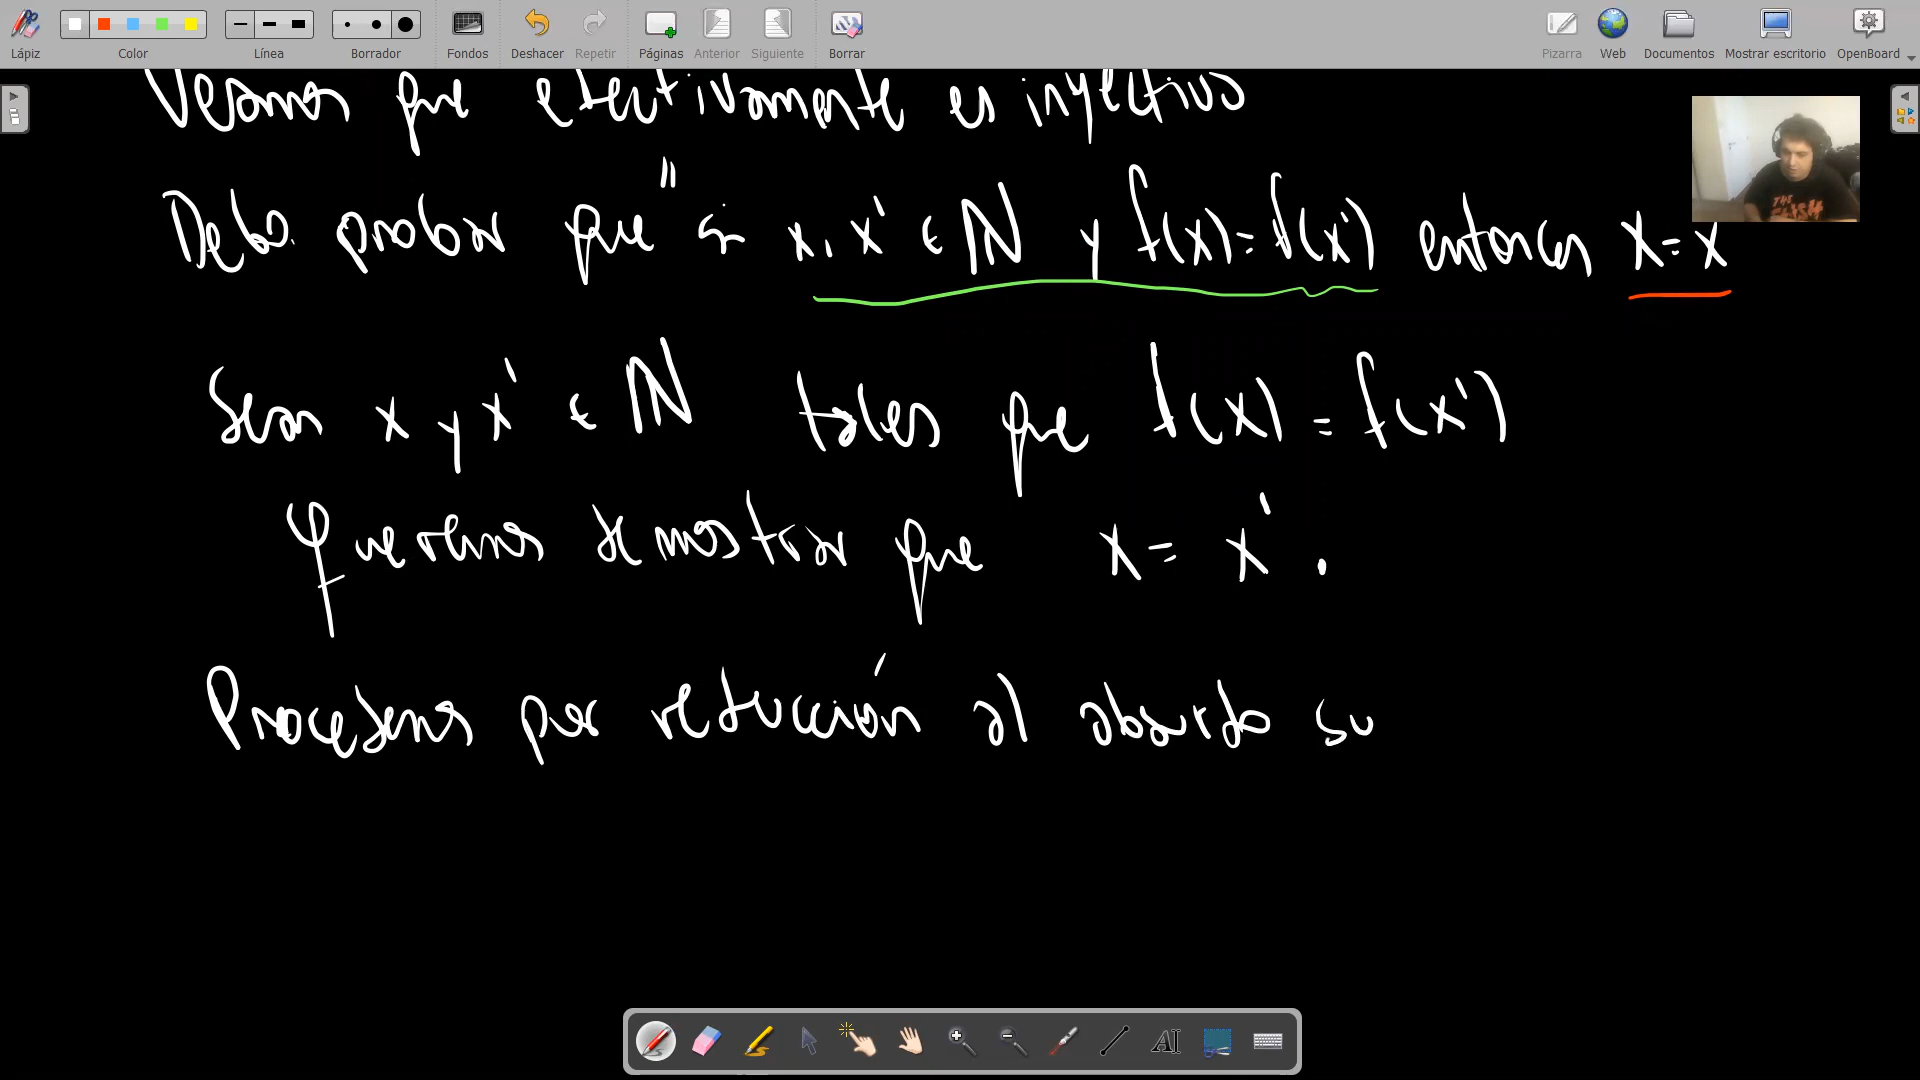 Lápiz Color Línea Borrador Fondos Deshacer Repetir Páginas Anterior Siguiente Borrar Pizarra Web Documentos Mostrar escritorio OpenBoard
Veamos que efectivamente es inyectivo
Debo probar que "si x, x' ∈ ℕ y f(x)=f(x') entonces x=x
Sean x y x' ∈ ℕ tales que f(x) = f(x')
Queremos demostrar que x = x' .
Procedemos por reducción al absurdo su